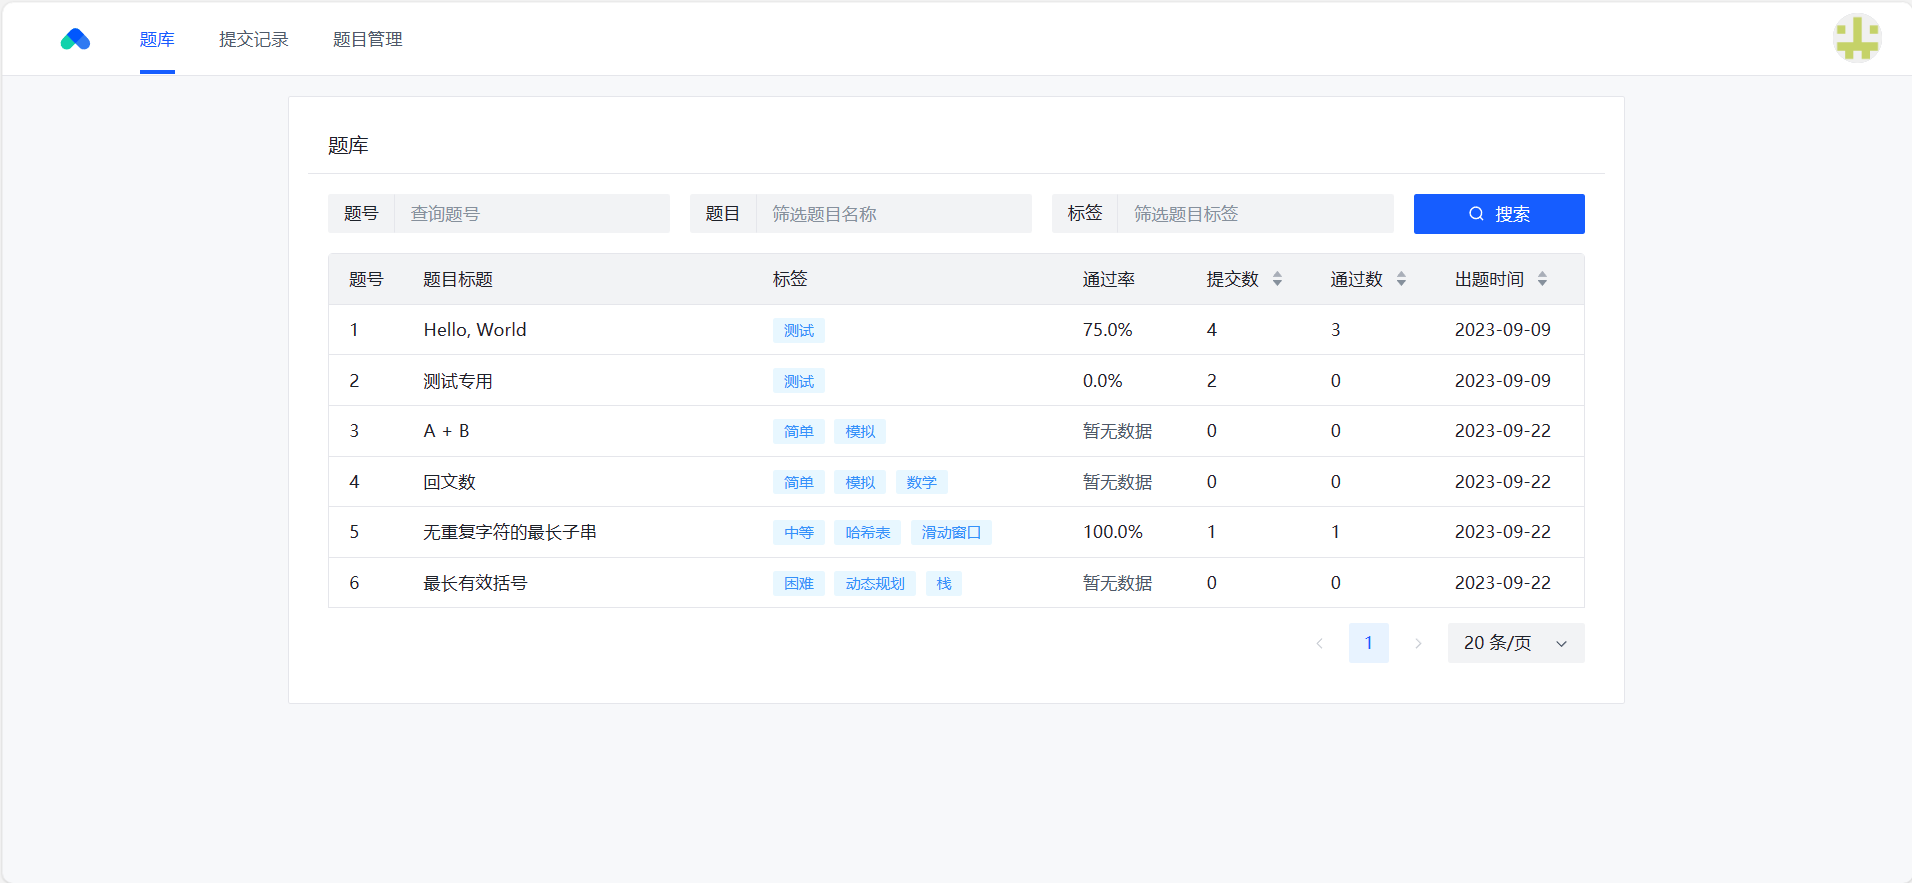 题库 提交记录 题目管理
题库
题号 查询题号 题目 筛选题目名称 标签 筛选题目标签 搜索
题号 题目标题 标签 通过率 提交数 通过数 出题时间
1 Hello, World 测试 75.0% 4 3 2023-09-09
2 测试专用 测试 0.0% 2 0 2023-09-09
3 A + B 简单 模拟 暂无数据 0 0 2023-09-22
4 回文数 简单 模拟 数学 暂无数据 0 0 2023-09-22
5 无重复字符的最长子串 中等 哈希表 滑动窗口 100.0% 1 1 2023-09-22
6 最长有效括号 困难 动态规划 栈 暂无数据 0 0 2023-09-22
1 20 条/页